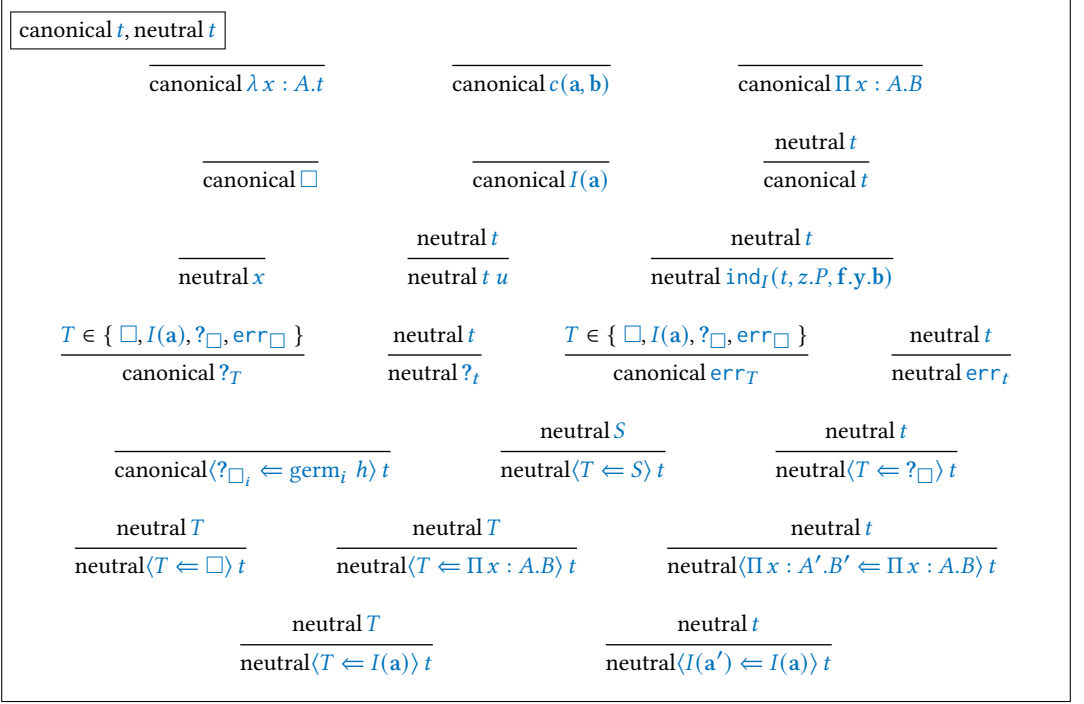 canonical t, neutral t
canonical λ x : A.t canonical c(a, b) canonical Π x : A.B
neutral t
canonical □ canonical I(a) canonical t
neutral t neutral t
neutral x neutral t u neutral ind_I(t, z.P, f.y.b)
T ∈ { □, I(a), ?_□, err_□ } neutral t T ∈ { □, I(a), ?_□, err_□ } neutral t
canonical ?_T neutral ?_t canonical err_T neutral err_t
neutral S neutral t
canonical⟨?_□_i ⇐ germ_i h⟩ t neutral⟨T ⇐ S⟩ t neutral⟨T ⇐ ?_□⟩ t
neutral T neutral T neutral t
neutral⟨T ⇐ □⟩ t neutral⟨T ⇐ Π x : A.B⟩ t neutral⟨Π x : A′.B′ ⇐ Π x : A.B⟩ t
neutral T neutral t
neutral⟨T ⇐ I(a)⟩ t neutral⟨I(a′) ⇐ I(a)⟩ t